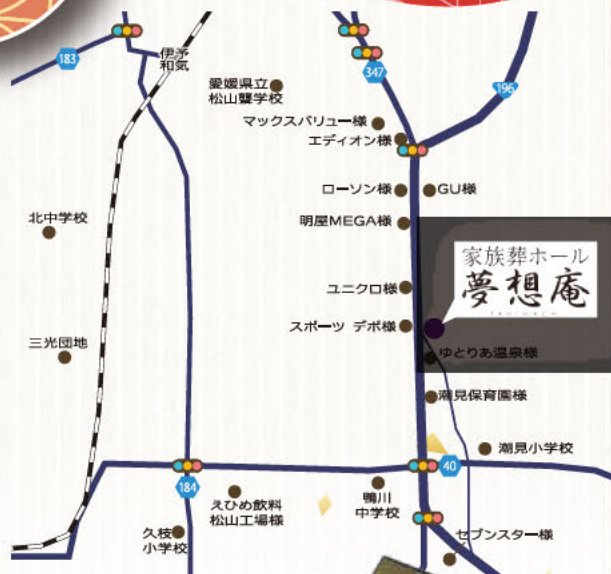 183
伊予
和気
347
196
愛媛県立
松山聾学校
マックスバリュー様
エディオン様
ローソン様
GU様
北中学校
明屋MEGA様
家族葬ホール
夢想庵
ユニクロ様
スポーツ デポ様
三光団地
ゆとりあ温泉様
潮見保育園様
潮見小学校
40
184
えひめ飲料
松山工場様
鴨川
中学校
久枝
小学校
セブンスター様